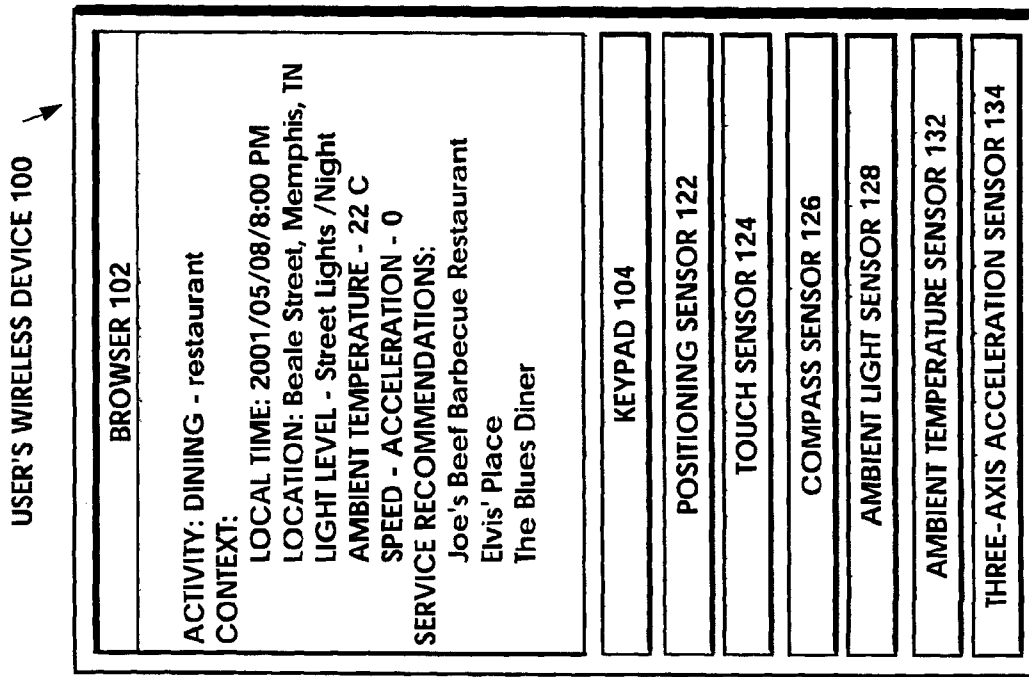 USER'S WIRELESS DEVICE 100
BROWSER 102
ACTIVITY: DINING - restaurant
CONTEXT:
LOCAL TIME: 2001/05/08/8:00 PM
LOCATION: Beale Street, Memphis, TN
LIGHT LEVEL - Street Lights /Night
AMBIENT TEMPERATURE - 22 C
SPEED - ACCELERATION - 0
SERVICE RECOMMENDATIONS:
Joe's Beef Barbecue Restaurant
Elvis' Place
The Blues Diner
KEYPAD 104
POSITIONING SENSOR 122
TOUCH SENSOR 124
COMPASS SENSOR 126
AMBIENT LIGHT SENSOR 128
AMBIENT TEMPERATURE SENSOR 132
THREE-AXIS ACCELERATION SENSOR 134